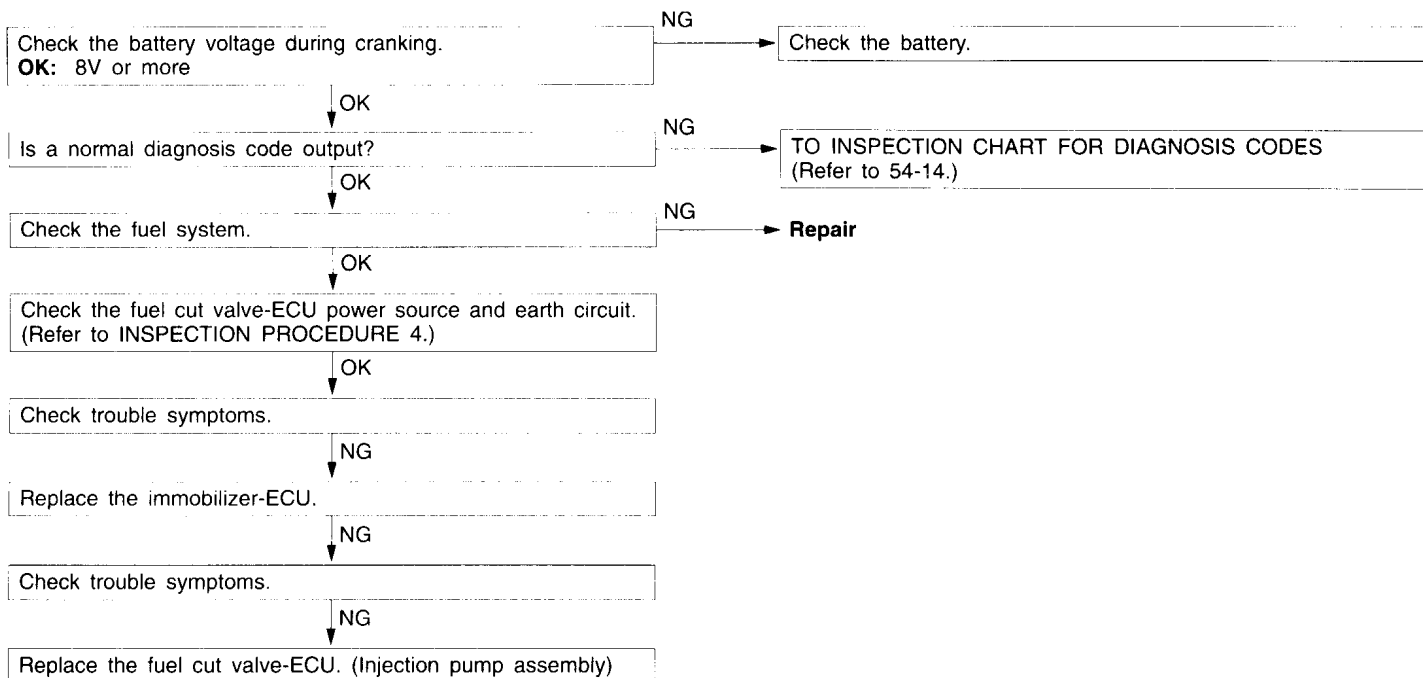 NG
Check the battery voltage during cranking.
OK: 8V or more
Check the battery.
OK
NG
Is a normal diagnosis code output?
TO INSPECTION CHART FOR DIAGNOSIS CODES
(Refer to 54-14.)
OK
NG
Check the fuel system.
Repair
OK
Check the fuel cut valve-ECU power source and earth circuit.
(Refer to INSPECTION PROCEDURE 4.)
OK
Check trouble symptoms.
NG
Replace the immobilizer-ECU.
NG
Check trouble symptoms.
NG
Replace the fuel cut valve-ECU. (Injection pump assembly)